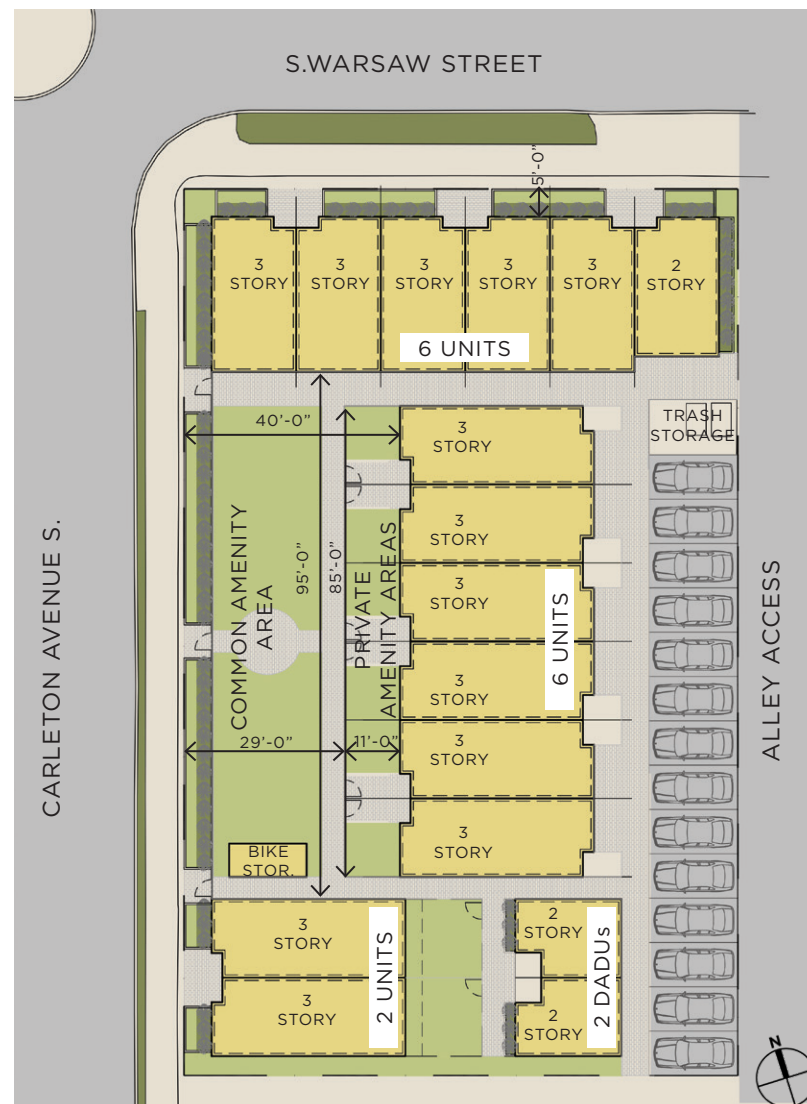 S.WARSAW STREET
5'-0"
3
STORY
3
STORY
3
STORY
3
STORY
3
STORY
2
STORY
6 UNITS
TRASH
STORAGE
40'-0"
3
STORY
3
STORY
3
STORY
3
STORY
3
STORY
3
STORY
6 UNITS
COMMON AMENITY
AREA
95'-0"
85'-0"
PRIVATE
AMENITY AREAS
29'-0"
11'-0"
CARLETON AVENUE S.
ALLEY ACCESS
BIKE
STOR.
3
STORY
3
STORY
2 UNITS
2
STORY
2
STORY
2 DADUs
N